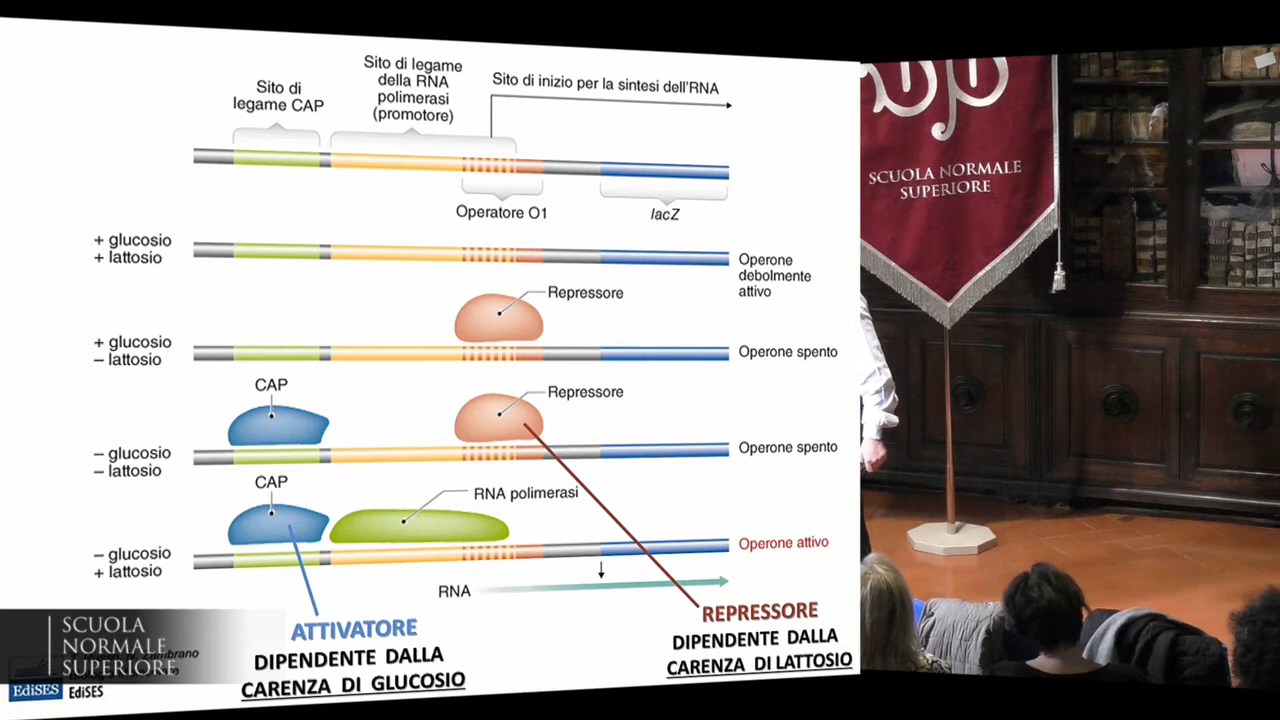 Sito di
legame CAP
Sito di legame
della RNA
polimerasi
(promotore)
Sito di inizio per la sintesi dell'RNA
Operatore O1
lacZ
+ glucosio
+ lattosio
Operone
debolmente
attivo
Repressore
+ glucosio
– lattosio
Operone spento
CAP
Repressore
– glucosio
– lattosio
Operone spento
CAP
RNA polimerasi
– glucosio
+ lattosio
Operone attivo
RNA
ATTIVATORE
DIPENDENTE DALLA
CARENZA DI GLUCOSIO
REPRESSORE
DIPENDENTE DALLA
CARENZA DI LATTOSIO
SCUOLA
NORMALE
SUPERIORE
Zambrano
EdiSES
EdiSES
SCUOLA NORMALE
SUPERIORE